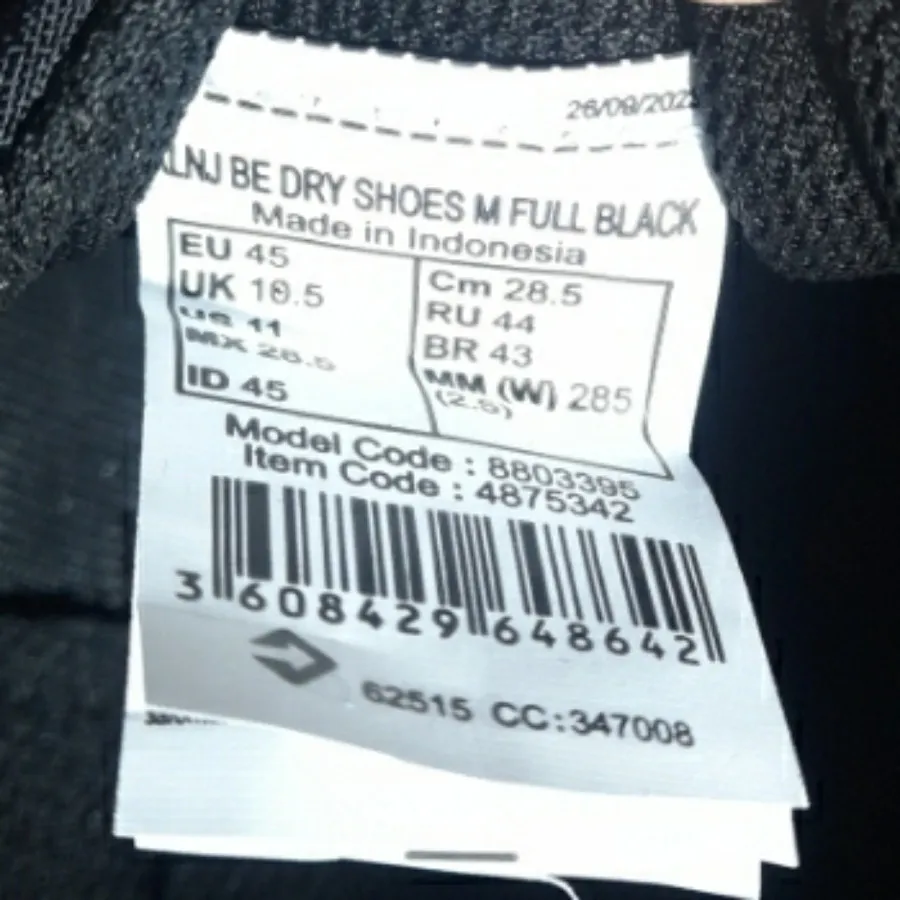 26/09/202
LNJ BE DRY SHOES M FULL BLACK
Made in Indonesia
EU 45
UK 10.5
US 11
MX 28.5
ID 45
Cm 28.5
RU 44
BR 43
MM (W) 285
(2.5)
Model Code : 8803395
Item Code : 4875342
3 608429 648642
62515 CC:347008